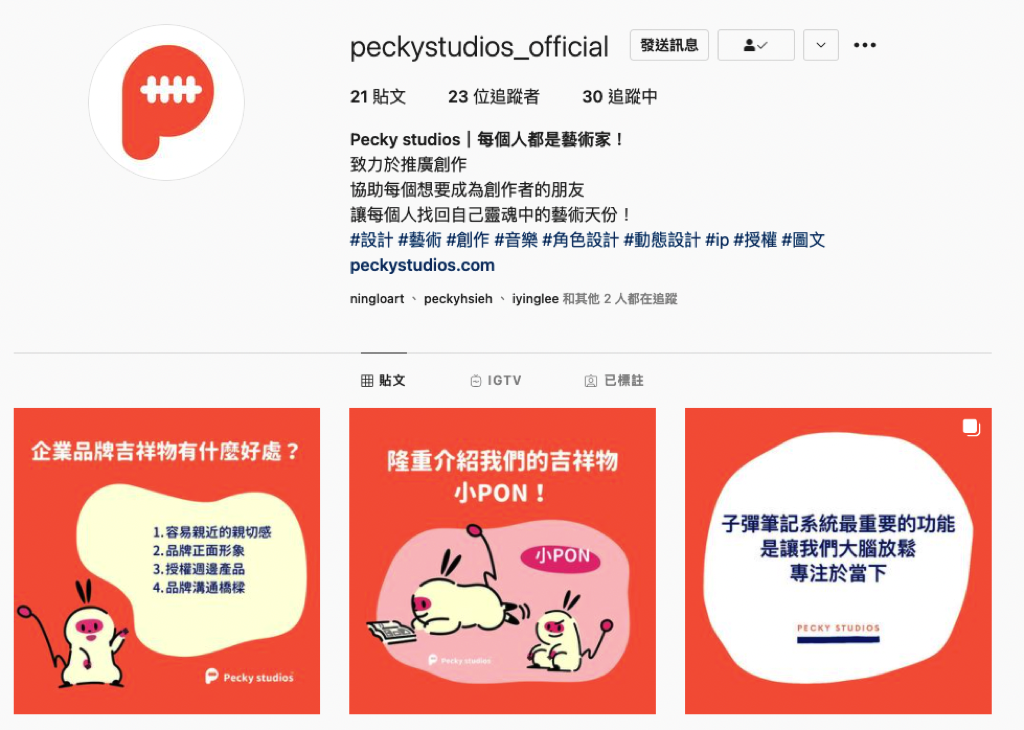 peckystudios_official
發送訊息
21 貼文 23 位追蹤者 30 追蹤中
Pecky studios｜每個人都是藝術家！
致力於推廣創作
協助每個想要成為創作者的朋友
讓每個人找回自己靈魂中的藝術天份！
#設計 #藝術 #創作 #音樂 #角色設計 #動態設計 #ip #授權 #圖文
peckystudios.com
ningloart 、 peckyhsieh 、 iyinglee 和其他 2 人都在追蹤
貼文 IGTV 已標註
企業品牌吉祥物有什麼好處？
1.容易親近的親切感
2.品牌正面形象
3.授權週邊產品
4.品牌溝通橋樑
Pecky studios
隆重介紹我們的吉祥物
小PON！
小PON
Pecky studios
子彈筆記系統最重要的功能
是讓我們大腦放鬆
專注於當下
PECKY STUDIOS